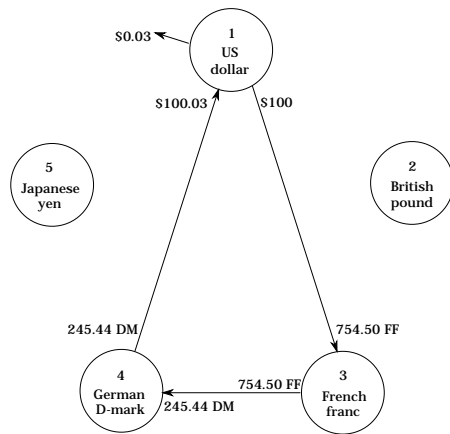 $0.03
1
US
dollar
$100.03
$100
5
Japanese
yen
2
British
pound
245.44 DM
754.50 FF
4
German
D-mark
754.50 FF
245.44 DM
3
French
franc